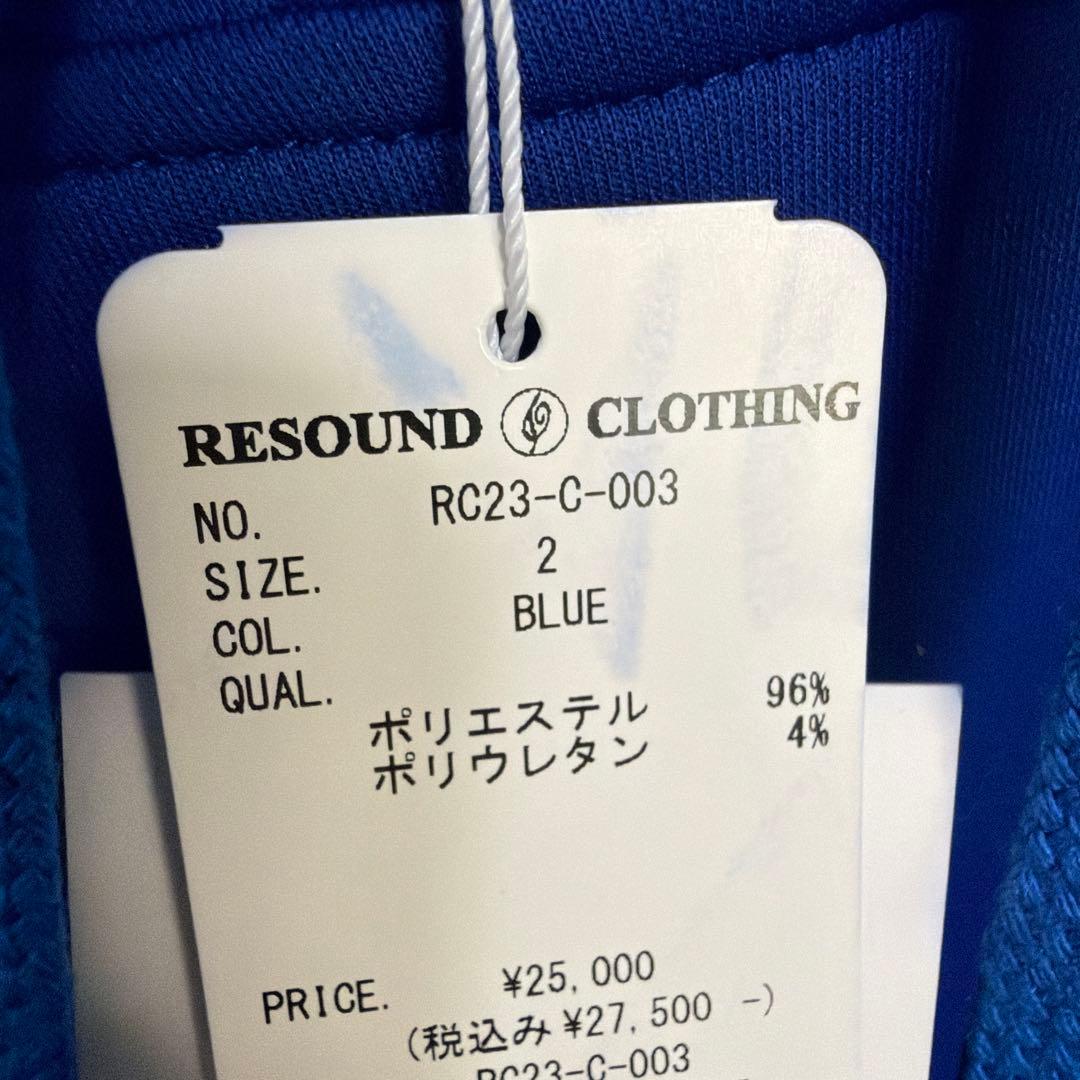 RESOUND CLOTHING
NO. RC23-C-003
SIZE. 2
COL. BLUE
QUAL.
ポリエステル 96%
ポリウレタン 4%
PRICE. ¥25,000
(税込み¥27,500 -)
RC23-C-003